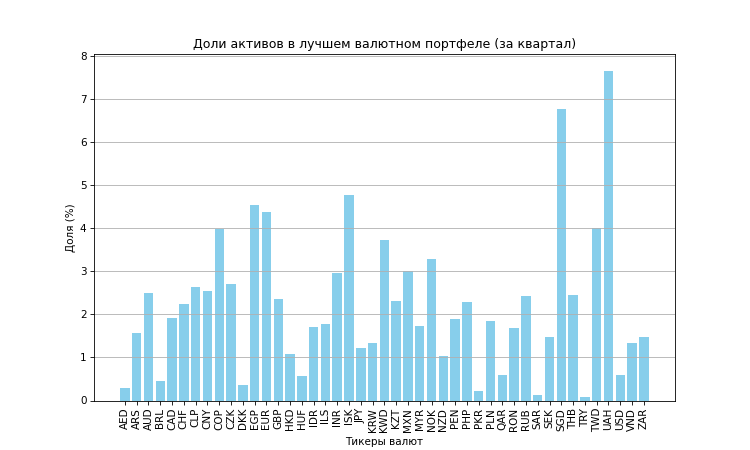 Доли активов в лучшем валютном портфеле (за квартал)
Доля (%)
8
7
6
5
4
3
2
1
0
AED ARS AUD BRL CAD CHF CLP CNY COP CZK DKK EGP EUR GBP HKD HUF IDR ILS INR ISK JPY KRW KWD KZT MXN MYR NOK NZD PEN PHP PKR PLN QAR RON RUB SAR SEK SGD THB TRY TWD UAH USD VND ZAR
Тикеры валют